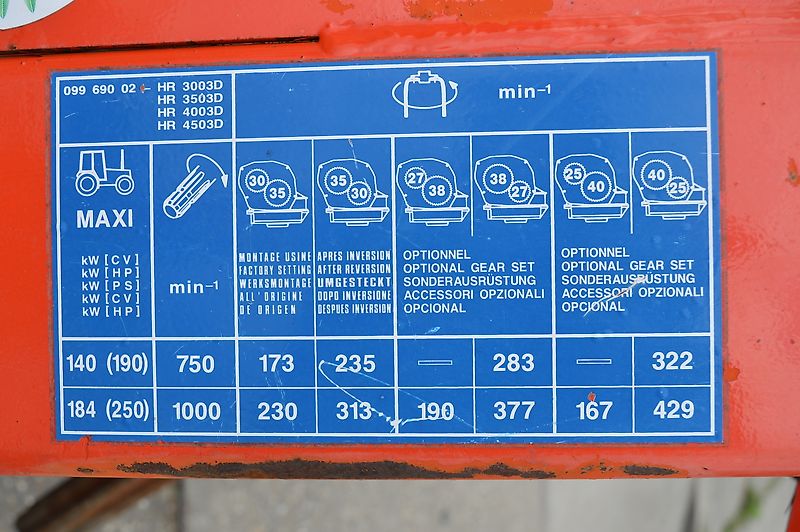 099 690 02 - HR 3003D
HR 3503D
HR 4003D
HR 4503D
min-1
MAXI
kW [CV]
kW [HP]
kW [PS]
kW [CV]
kW [HP]
min-1
30 35
35 30
27 38
38 27
25 40
40 25
MONTAGE USINE
FACTORY SETTING
WERKSMONTAGE
ALL'ORIGINE
DE ORIGEN
APRES INVERSION
AFTER REVERSION
UMGESTECKT
DOPO INVERSIONE
DESPUES INVERSION
OPTIONNEL
OPTIONAL GEAR SET
SONDERAUSRÜSTUNG
ACCESSORI OPZIONALI
OPCIONAL
OPTIONNEL
OPTIONAL GEAR SET
SONDERAUSRÜSTUNG
ACCESSORI OPZIONALI
OPCIONAL
140 (190) 750 173 235 — 283 — 322
184 (250) 1000 230 313 190 377 167 429